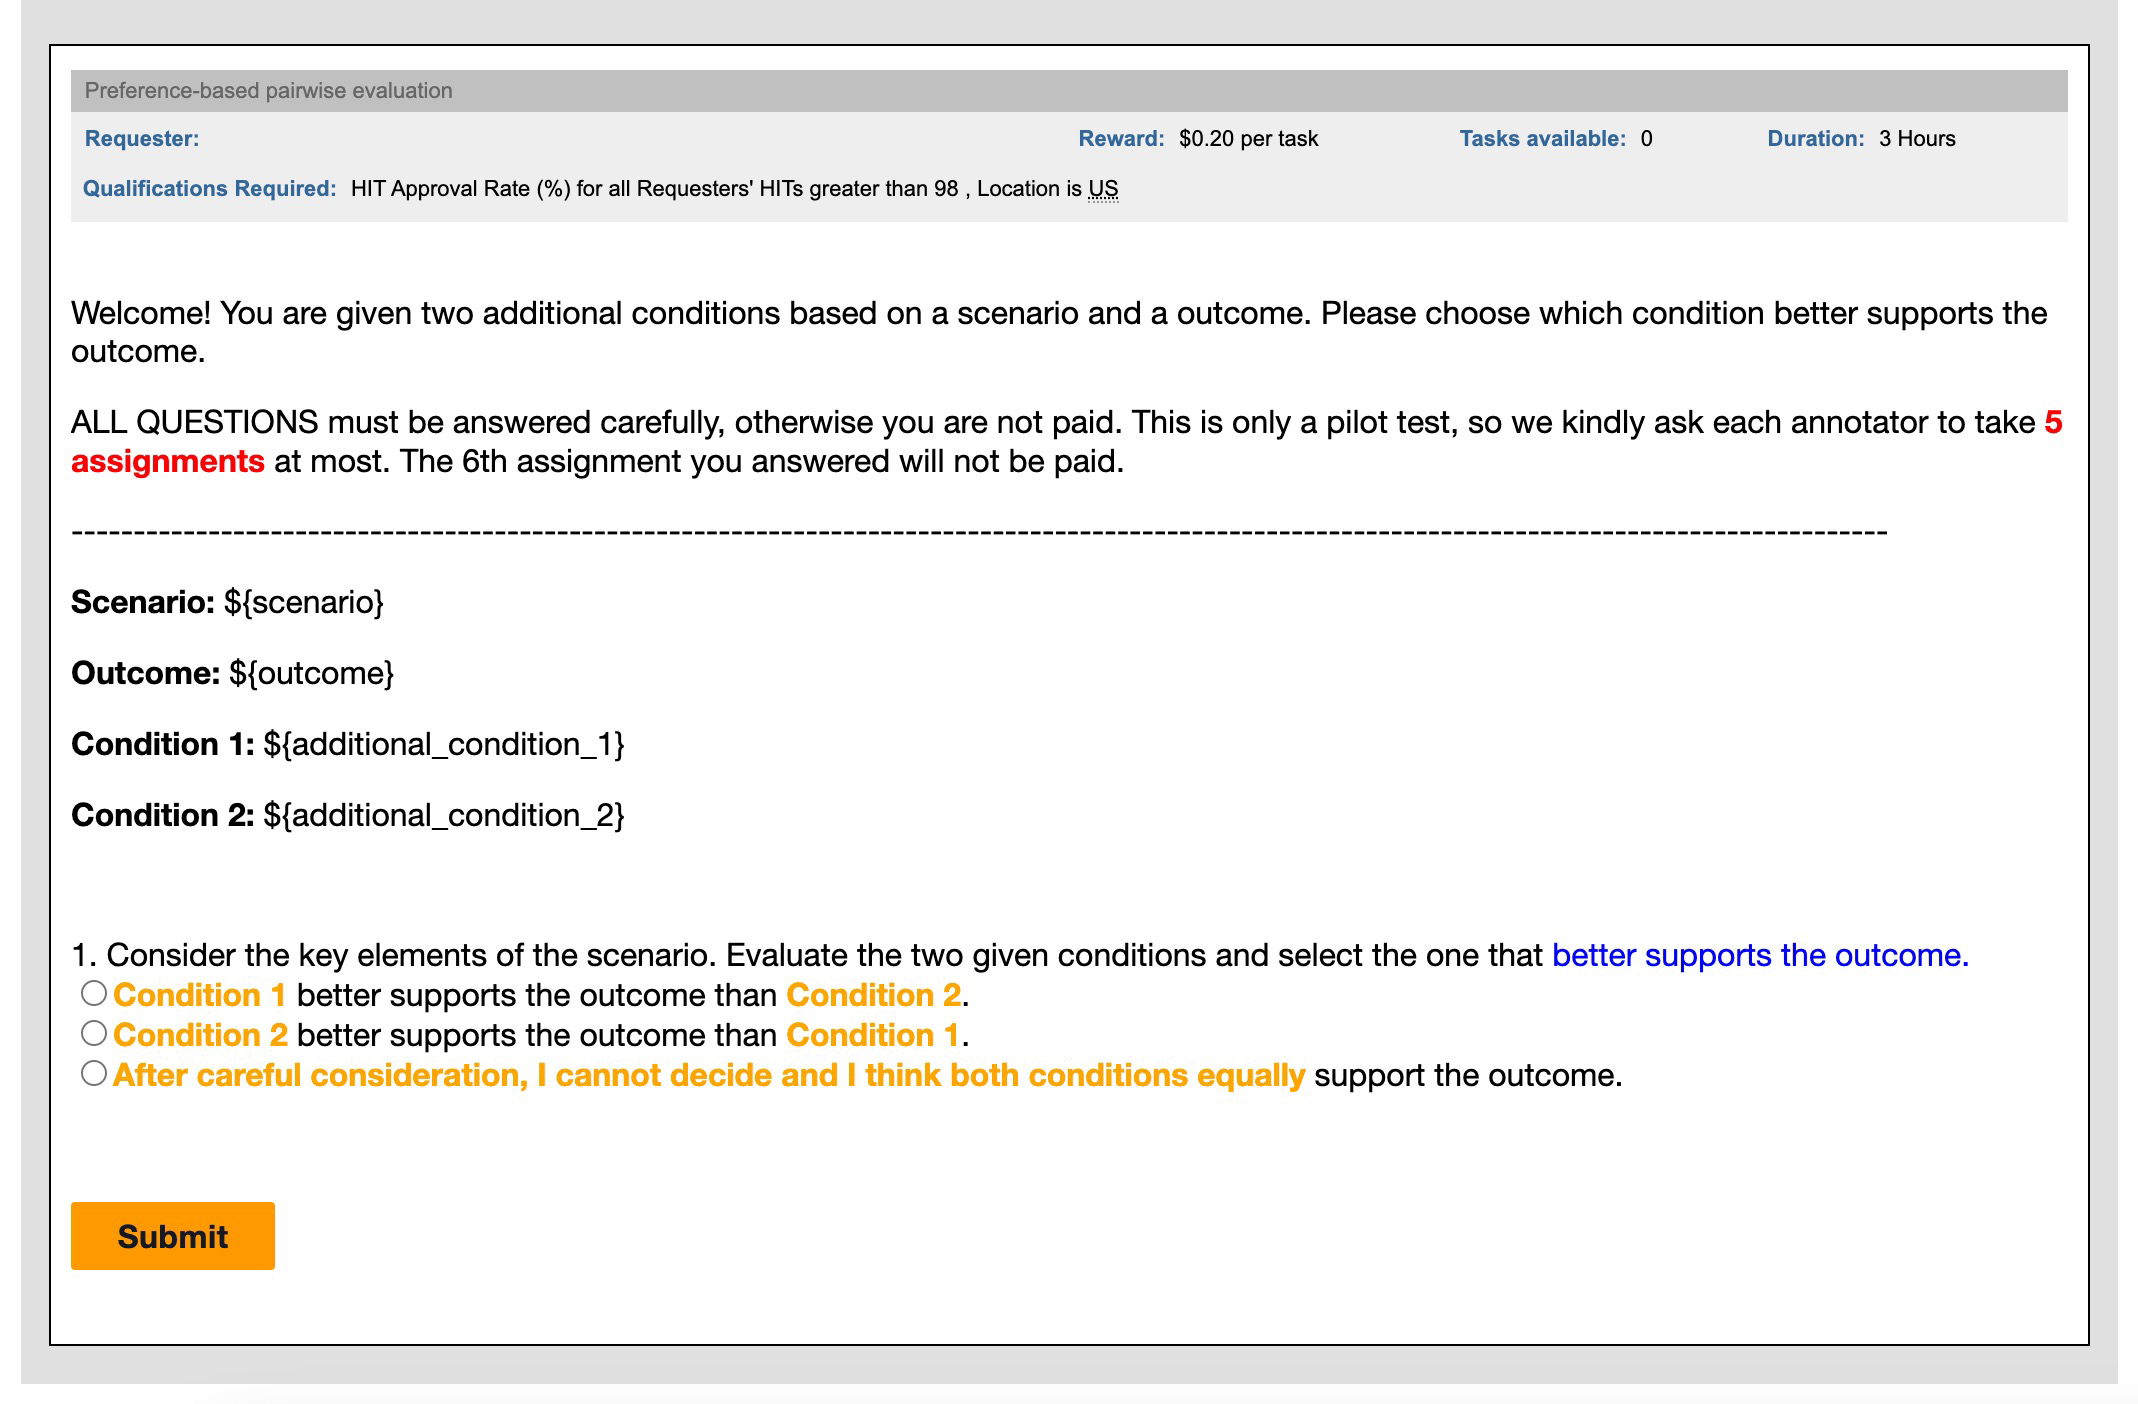 Preference-based pairwise evaluation
Requester: Reward: $0.20 per task Tasks available: 0 Duration: 3 Hours
Qualifications Required: HIT Approval Rate (%) for all Requesters' HITs greater than 98 , Location is US
Welcome! You are given two additional conditions based on a scenario and a outcome. Please choose which condition better supports the
outcome.
ALL QUESTIONS must be answered carefully, otherwise you are not paid. This is only a pilot test, so we kindly ask each annotator to take 5
assignments at most. The 6th assignment you answered will not be paid.
--------------------------------------------------------------------------------------------------------------------------------------------------
Scenario: ${scenario}
Outcome: ${outcome}
Condition 1: ${additional_condition_1}
Condition 2: ${additional_condition_2}
1. Consider the key elements of the scenario. Evaluate the two given conditions and select the one that better supports the outcome.
Condition 1 better supports the outcome than Condition 2.
Condition 2 better supports the outcome than Condition 1.
After careful consideration, I cannot decide and I think both conditions equally support the outcome.
Submit